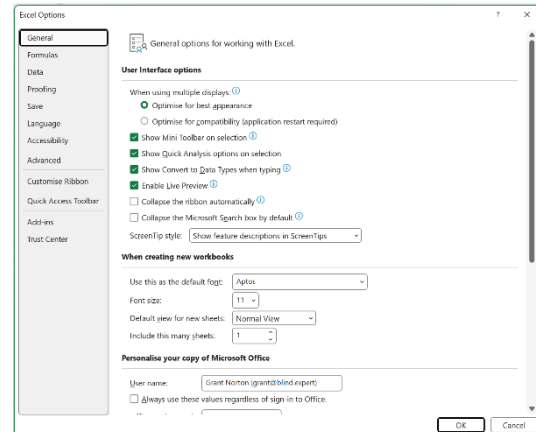 Excel Options
?
General
Formulas
Data
Proofing
Save
Language
Accessibility
Advanced
Customise Ribbon
Quick Access Toolbar
Add-ins
Trust Center
General options for working with Excel.
User Interface options
When using multiple displays:
Optimise for best appearance
Optimise for compatibility (application restart required)
Show Mini Toolbar on selection
Show Quick Analysis options on selection
Show Convert to Data Types when typing
Enable Live Preview
Collapse the ribbon automatically
Collapse the Microsoft Search box by default
ScreenTip style: Show feature descriptions in ScreenTips
When creating new workbooks
Use this as the default font: Aptos
Font size: 11
Default view for new sheets: Normal View
Include this many sheets: 1
Personalise your copy of Microsoft Office
User name: Grant Norton (grant@blind.expert)
Always use these values regardless of sign in to Office.
OK Cancel